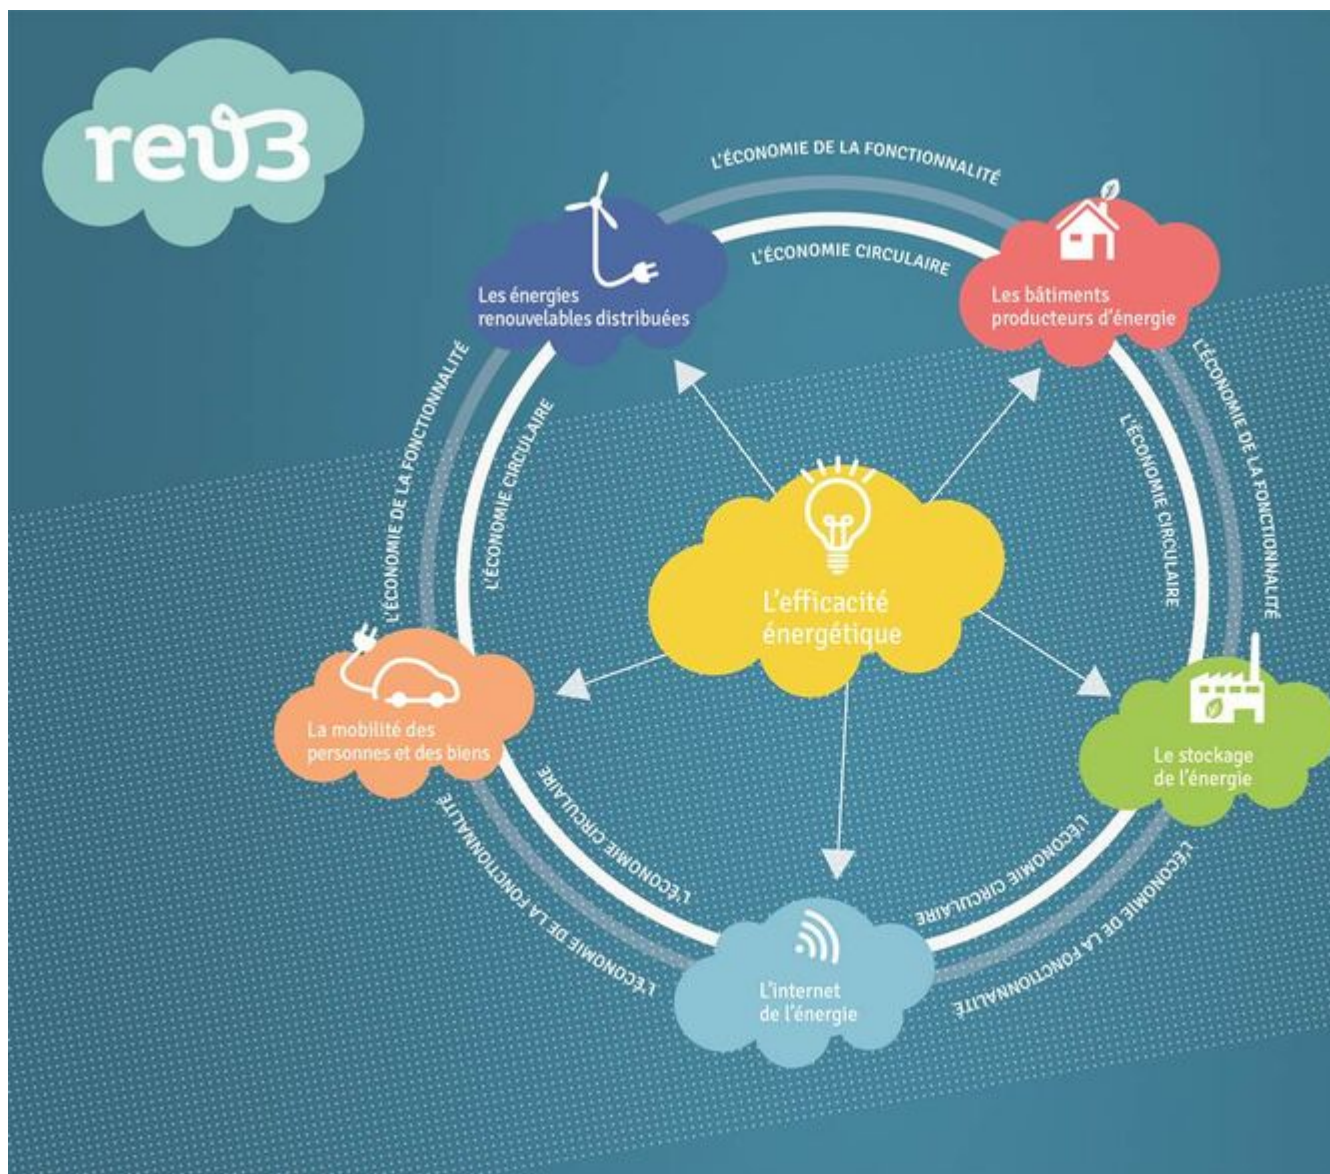 rev3
L'ÉCONOMIE DE LA FONCTIONNALITÉ
L'ÉCONOMIE CIRCULAIRE
Les énergies
renouvelables distribuées
Les bâtiments
producteurs d'énergie
L'ÉCONOMIE DE LA FONCTIONNALITÉ
L'ÉCONOMIE CIRCULAIRE
L'ÉCONOMIE CIRCULAIRE
L'ÉCONOMIE DE LA FONCTIONNALITÉ
L'efficacité
énergétique
La mobilité des
personnes et des biens
Le stockage
de l'énergie
L'ÉCONOMIE DE LA FONCTIONNALITÉ
L'ÉCONOMIE CIRCULAIRE
L'ÉCONOMIE CIRCULAIRE
L'ÉCONOMIE DE LA FONCTIONNALITÉ
L'internet
de l'énergie